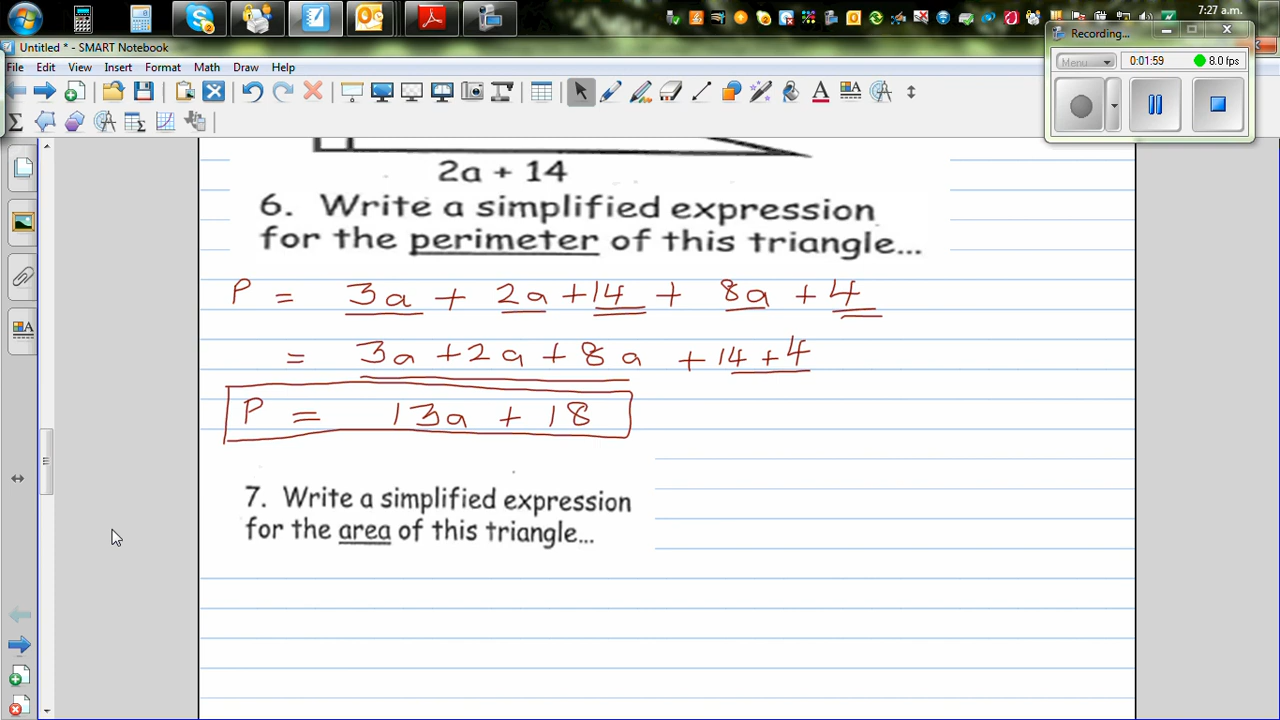 7:27 a.m.
Untitled * - SMART Notebook
Recording...
File Edit View Insert Format Math Draw Help
Menu
0:01:59
8.0 fps
2a + 14
6. Write a simplified expression
for the perimeter of this triangle...
P = 3a + 2a +14 + 8a + 4
= 3a +2a + 8a +14 +4
P = 13a + 18
7. Write a simplified expression
for the area of this triangle...